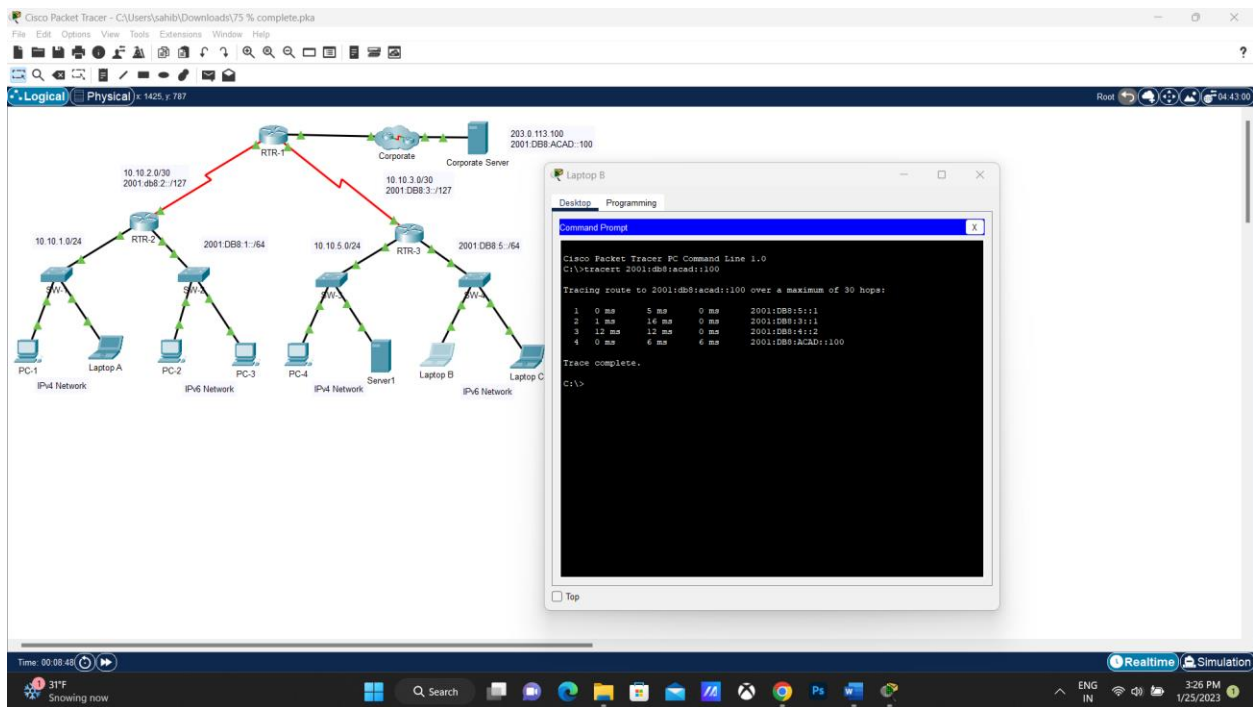 Cisco Packet Tracer - C:\Users\sahib\Downloads\75 % complete.pka
File Edit Options View Tools Extensions Window Help
?
Logical Physical x: 1425, y: 787
Root 04:43:00
RTR-1
Corporate
Corporate Server
203.0.113.100
2001:DB8:ACAD::100
10.10.2.0/30
2001:db8:2::/127
10.10.3.0/30
2001:DB8:3::/127
10.10.1.0/24
RTR-2
2001:DB8:1::/64
10.10.5.0/24
RTR-3
2001:DB8:5::/64
SW-2
SW-4
PC-1
Laptop A
PC-2
PC-3
PC-4
Server1
Laptop B
Laptop C
IPv4 Network
IPv6 Network
IPv4 Network
IPv6 Network
Laptop B
Desktop Programming
Command Prompt
X
Cisco Packet Tracer PC Command Line 1.0
C:\>tracert 2001:db8:acad::100
Tracing route to 2001:db8:acad::100 over a maximum of 30 hops:
1 0 ms 5 ms 0 ms 2001:DB8:5::1
2 1 ms 16 ms 0 ms 2001:DB8:3::1
3 12 ms 12 ms 0 ms 2001:DB8:4::2
4 0 ms 6 ms 6 ms 2001:DB8:ACAD::100
Trace complete.
C:\>
Top
Time: 00:08:48
Realtime Simulation
1
31°F
Snowing now
Search
Ps
ENG
IN
3:26 PM
1/25/2023
1